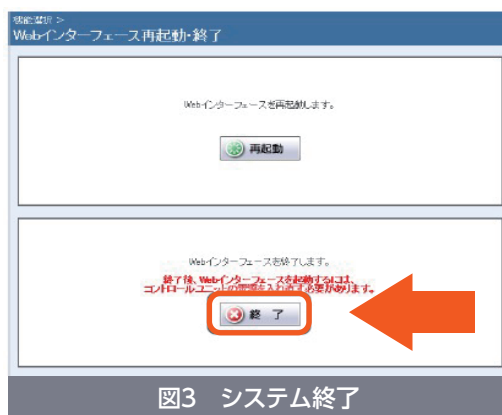 機能選択 >
Webインターフェース再起動・終了
Webインターフェースを再起動します。
再起動
Webインターフェースを終了します。
終了後、Webインターフェースを起動するには、
コントロールユニットの電源を入れ直す必要があります。
終 了
図3 システム終了